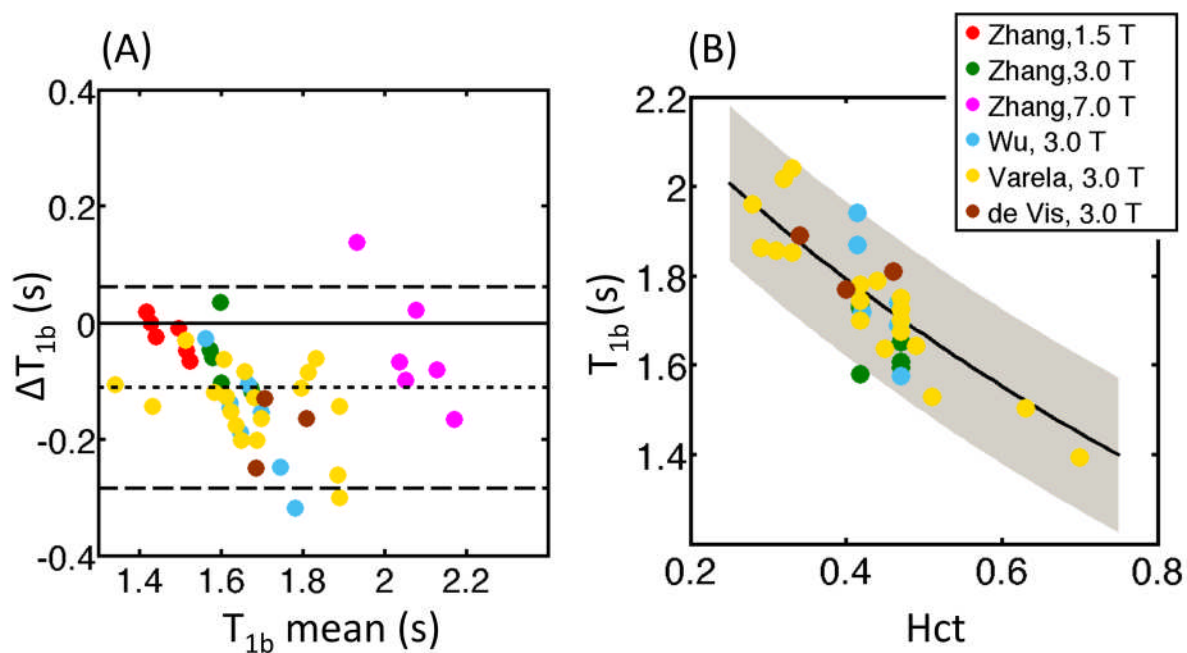 (A)
0.4
0.2
0
-0.2
-0.4
ΔT1b (s)
1.4 1.6 1.8 2 2.2
T1b mean (s)
(B)
Zhang,1.5 T
Zhang,3.0 T
Zhang,7.0 T
Wu, 3.0 T
Varela, 3.0 T
de Vis, 3.0 T
2.2
2
1.8
1.6
1.4
T1b (s)
0.2 0.4 0.6 0.8
Hct